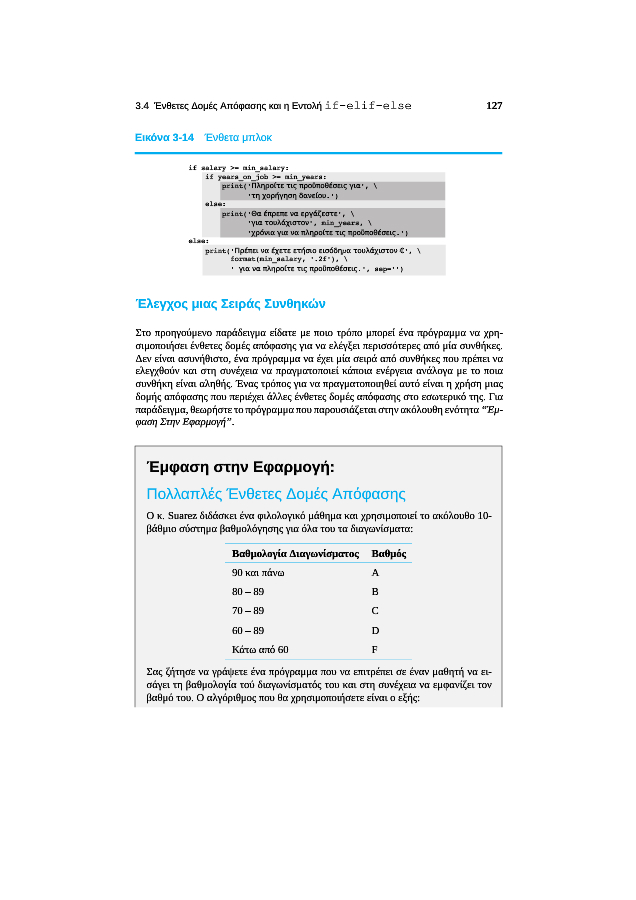 3.4 Ένθετες Δομές Απόφασης και η Εντολή if-elif-else 127
Εικόνα 3-14 Ένθετα μπλοκ
if salary >= min_salary:
if years_on_job >= min_years:
print('Πληροίτε τις προϋποθέσεις για', \
'τη χορήγηση δανείου.')
else:
print('Θα έπρεπε να εργάζεστε', \
'για τουλάχιστον', min_years, \
'χρόνια για να πληροίτε τις προϋποθέσεις.')
else:
print('Πρέπει να έχετε ετήσιο εισόδημα τουλάχιστον €', \
format(min_salary, '.2f'), \
' για να πληροίτε τις προϋποθέσεις.', sep='')
Έλεγχος μιας Σειράς Συνθηκών
Στο προηγούμενο παράδειγμα είδατε με ποιο τρόπο μπορεί ένα πρόγραμμα να χρη-
σιμοποιήσει ένθετες δομές απόφασης για να ελέγξει περισσότερες από μία συνθήκες.
Δεν είναι ασυνήθιστο, ένα πρόγραμμα να έχει μία σειρά από συνθήκες που πρέπει να
ελεγχθούν και στη συνέχεια να πραγματοποιεί κάποια ενέργεια ανάλογα με το ποια
συνθήκη είναι αληθής. Ένας τρόπος για να πραγματοποιηθεί αυτό είναι η χρήση μιας
δομής απόφασης που περιέχει άλλες ένθετες δομές απόφασης στο εσωτερικό της. Για
παράδειγμα, θεωρήστε το πρόγραμμα που παρουσιάζεται στην ακόλουθη ενότητα “Έμ-
φαση Στην Εφαρμογή”.
Έμφαση στην Εφαρμογή:
Πολλαπλές Ένθετες Δομές Απόφασης
Ο κ. Suarez διδάσκει ένα φιλολογικό μάθημα και χρησιμοποιεί το ακόλουθο 10-
βάθμιο σύστημα βαθμολόγησης για όλα του τα διαγωνίσματα:
Βαθμολογία Διαγωνίσματος Βαθμός
90 και πάνω A
80 – 89 B
70 – 89 C
60 – 89 D
Κάτω από 60 F
Σας ζήτησε να γράψετε ένα πρόγραμμα που να επιτρέπει σε έναν μαθητή να ει-
σάγει τη βαθμολογία τού διαγωνίσματός του και στη συνέχεια να εμφανίζει τον
βαθμό του. Ο αλγόριθμος που θα χρησιμοποιήσετε είναι ο εξής: